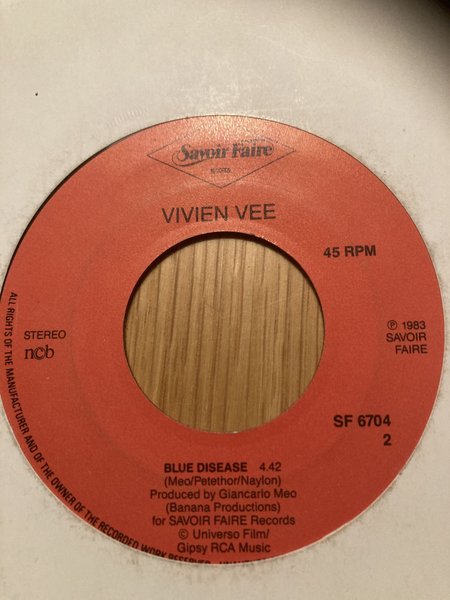 Savoir Faire
RECORDS
VIVIEN VEE
45 RPM
STEREO
n©b
℗ 1983
SAVOIR
FAIRE
SF 6704
2
BLUE DISEASE 4.42
(Meo/Petethor/Naylon)
Produced by Giancarlo Meo
(Banana Productions)
for SAVOIR FAIRE Records
© Universo Film/
Gipsy RCA Music
ALL RIGHTS OF THE MANUFACTURER AND OF THE OWNER OF THE RECORDED WORK RESERVED